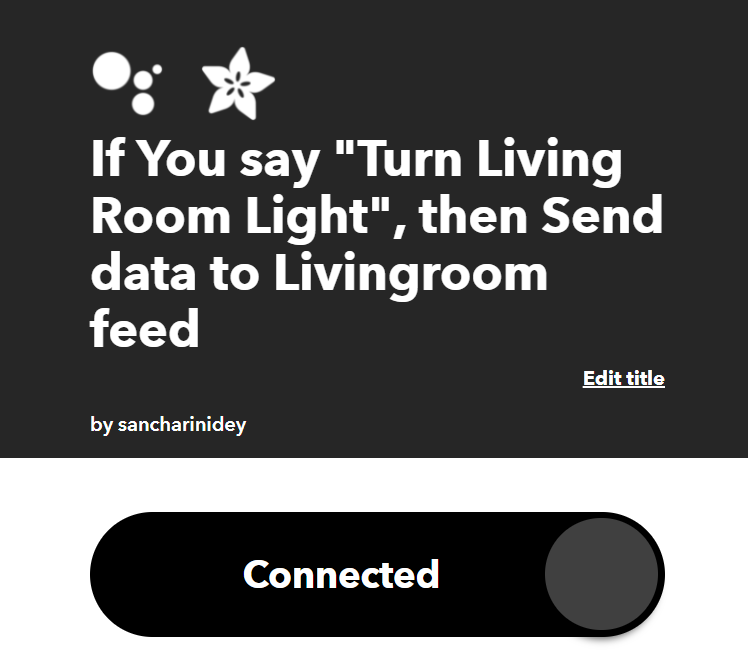 If You say "Turn Living
Room Light", then Send
data to Livingroom
feed
Edit title
by sancharinidey
Connected